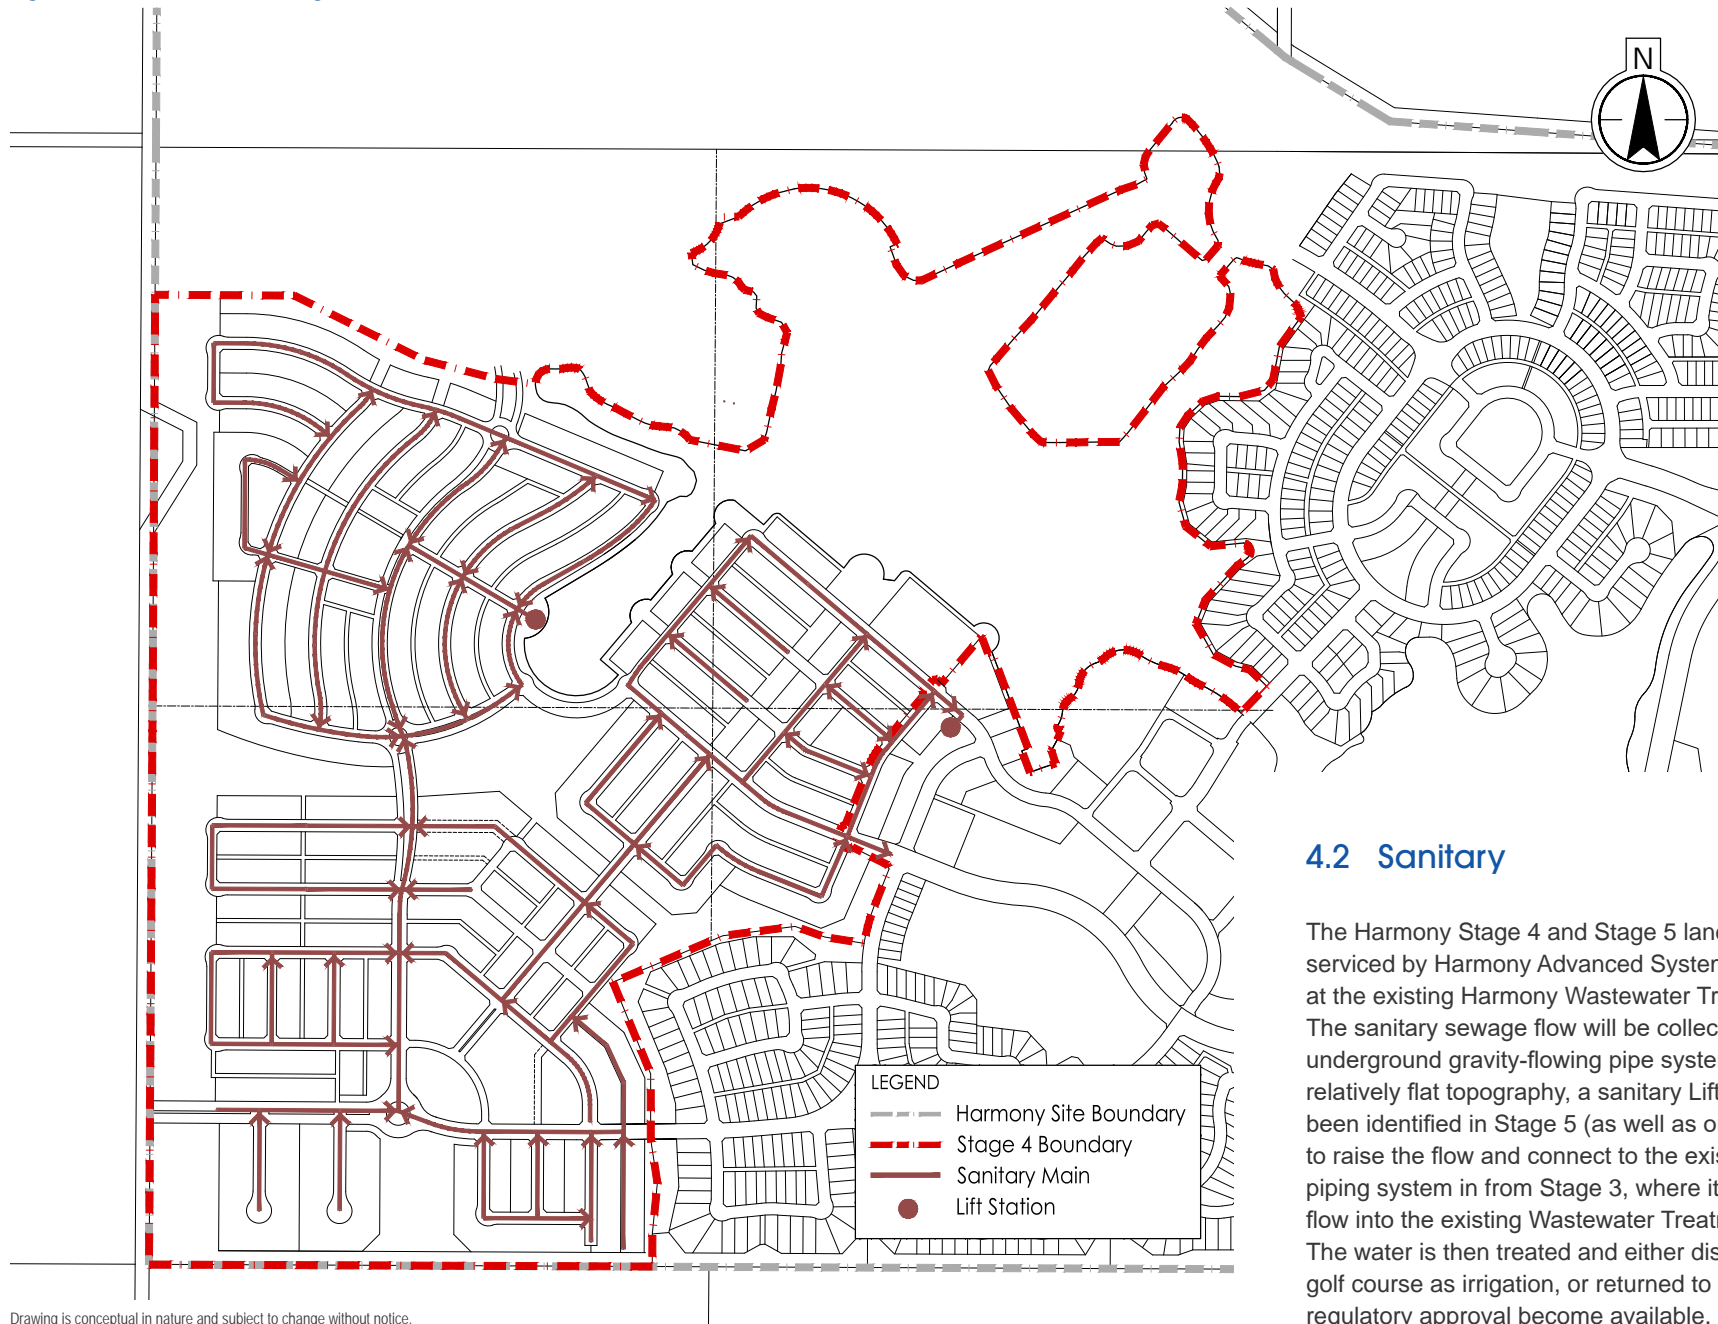 N
LEGEND
Harmony Site Boundary
Stage 4 Boundary
Sanitary Main
Lift Station
Drawing is conceptual in nature and subject to change without notice.
4.2 Sanitary
The Harmony Stage 4 and Stage 5 land
serviced by Harmony Advanced System
at the existing Harmony Wastewater Tr
The sanitary sewage flow will be collec
underground gravity-flowing pipe system
relatively flat topography, a sanitary Lift
been identified in Stage 5 (as well as o
to raise the flow and connect to the exis
piping system in from Stage 3, where it
flow into the existing Wastewater Treatm
The water is then treated and either dis
golf course as irrigation, or returned to
regulatory approval become available.